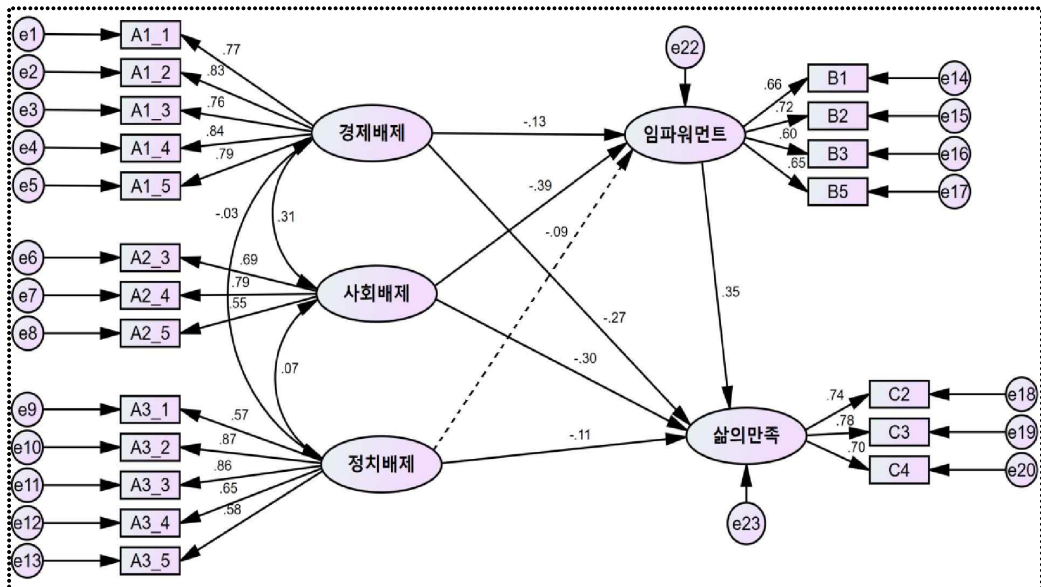 e1
A1_1
e2
A1_2
e3
A1_3
e4
A1_4
e5
A1_5
.77
.83
.76
.84
.79
경제배제
e6
A2_3
e7
A2_4
e8
A2_5
.69
.79
.55
사회배제
e9
A3_1
e10
A3_2
e11
A3_3
e12
A3_4
e13
A3_5
.57
.87
.86
.65
.58
정치배제
-.03
.31
.07
-.13
-.39
-.09
-.27
-.30
-.11
.35
e22
임파워먼트
.66
.72
.60
.65
B1
e14
B2
e15
B3
e16
B5
e17
삶의만족
e23
.74
.78
.70
C2
e18
C3
e19
C4
e20